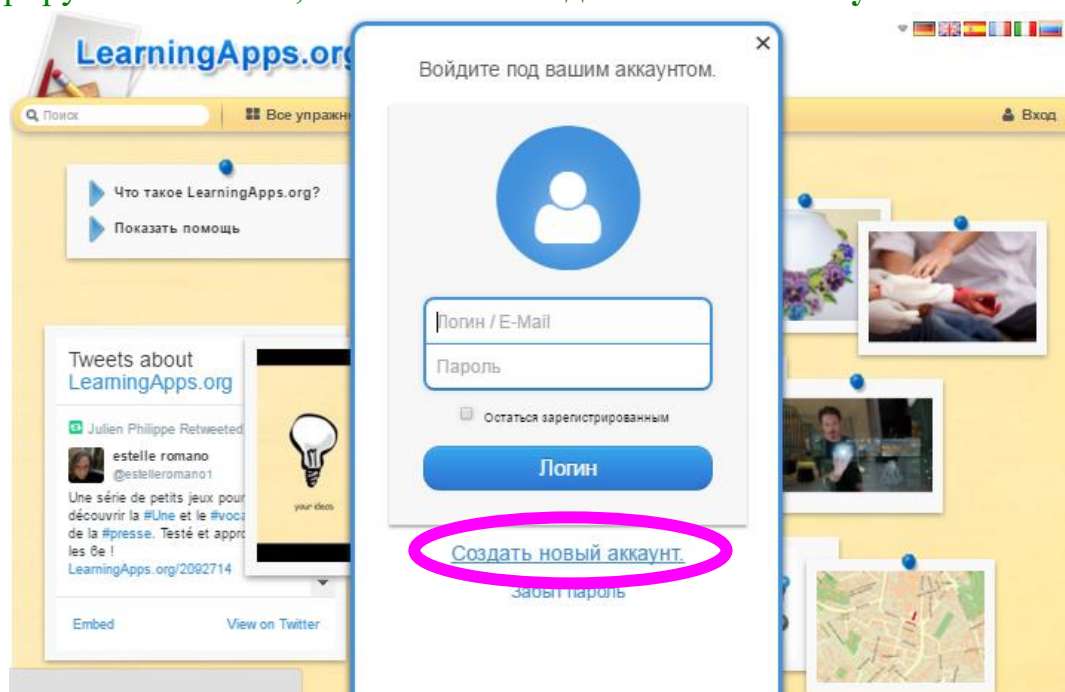 LearningApps.org
Войдите под вашим аккаунтом.
Поиск
Все упражн
Вход
Что такое LearningApps.org?
Показать помощь
Логин / E-Mail
Пароль
Остаться зарегистрированным
Логин
Создать новый аккаунт.
Забыл пароль
Tweets about
LearningApps.org
Julien Philippe Retweeted
estelle romano
@estelleromano1
Une série de petits jeux pour
découvrir la #Une et le #voca
de la #presse. Testé et appro
les 6e !
LearningApps.org/2092714
Embed
View on Twitter
your ideas